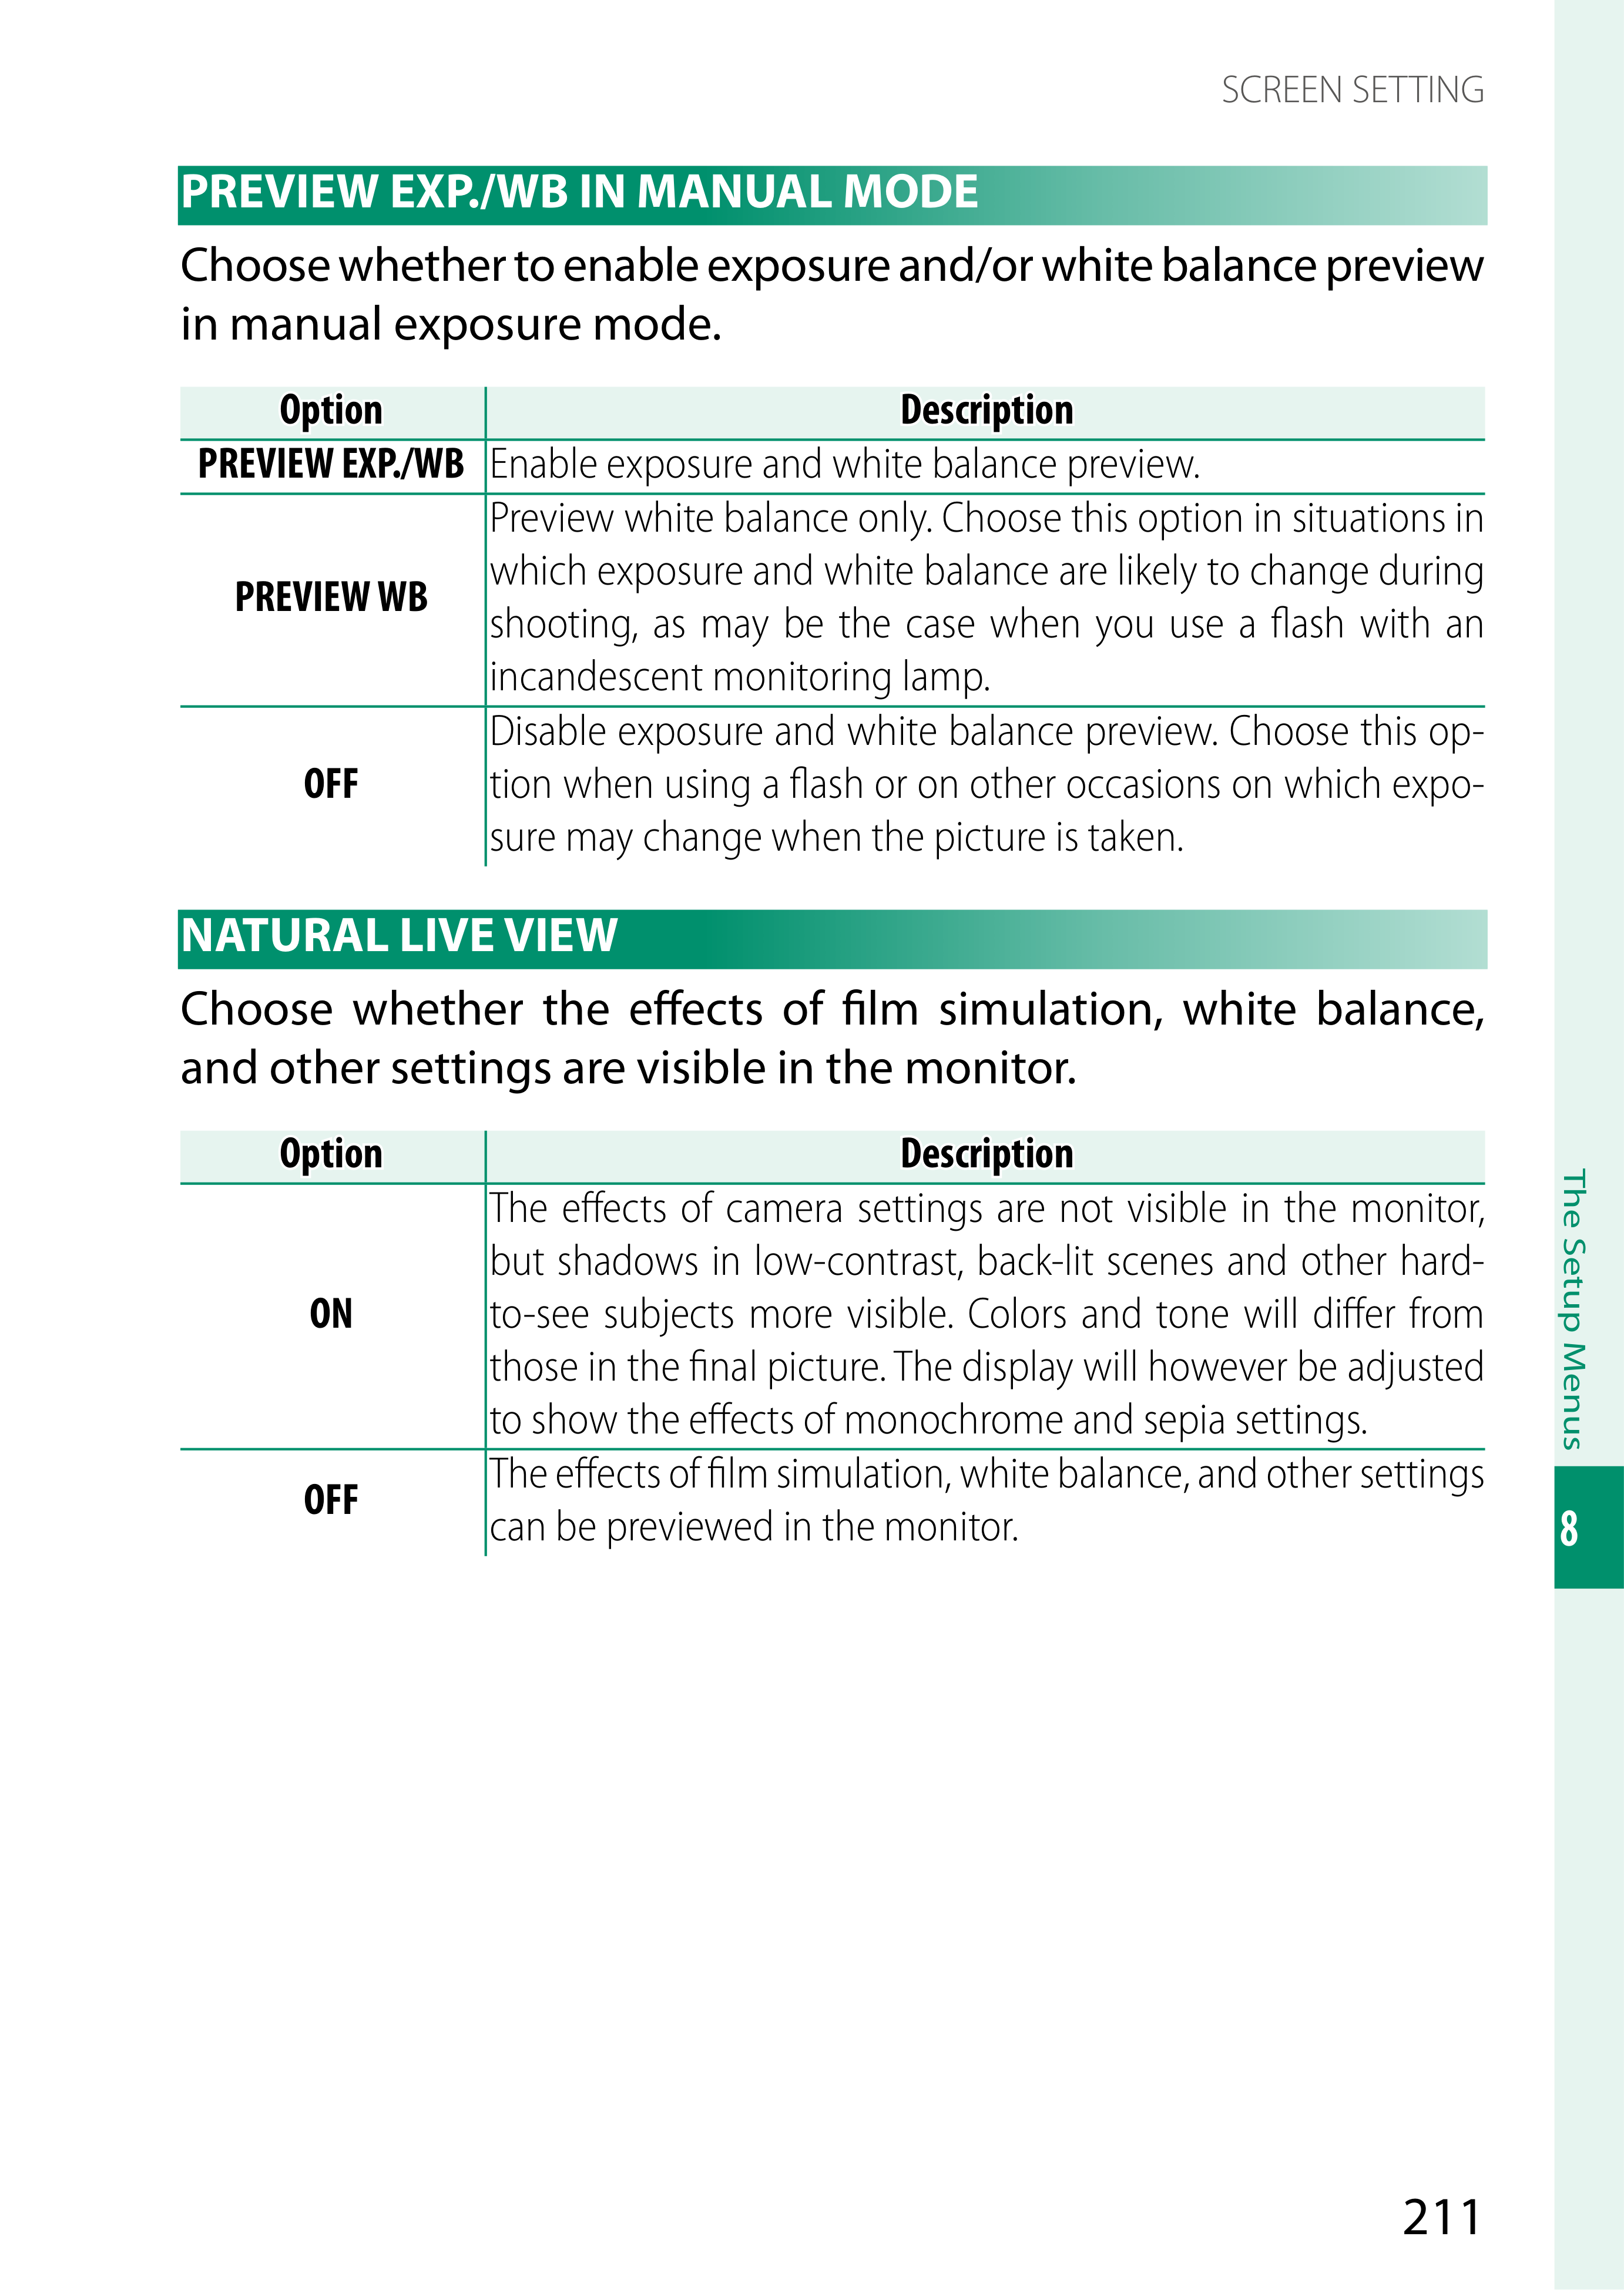 SCREEN SETTING
PREVIEW EXP./WB IN MANUAL MODE
Choose whether to enable exposure and/or white balance preview
in manual exposure mode.
Option Description
PREVIEW EXP./WB Enable exposure and white balance preview.
PREVIEW WB
Preview white balance only. Choose this option in situations in
which exposure and white balance are likely to change during
shooting, as may be the case when you use a flash with an
incandescent monitoring lamp.
OFF
Disable exposure and white balance preview. Choose this op-
tion when using a flash or on other occasions on which expo-
sure may change when the picture is taken.
NATURAL LIVE VIEW
Choose whether the effects of film simulation, white balance,
and other settings are visible in the monitor.
Option Description
ON
The effects of camera settings are not visible in the monitor,
but shadows in low-contrast, back-lit scenes and other hard-
to-see subjects more visible. Colors and tone will differ from
those in the final picture. The display will however be adjusted
to show the effects of monochrome and sepia settings.
OFF
The effects of film simulation, white balance, and other settings
can be previewed in the monitor.
The Setup Menus
8
211